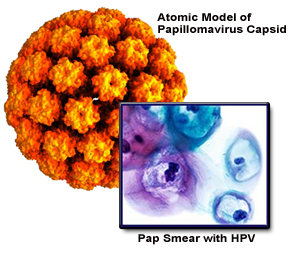 Atomic Model of
Papillomavirus Capsid
Pap Smear with HPV